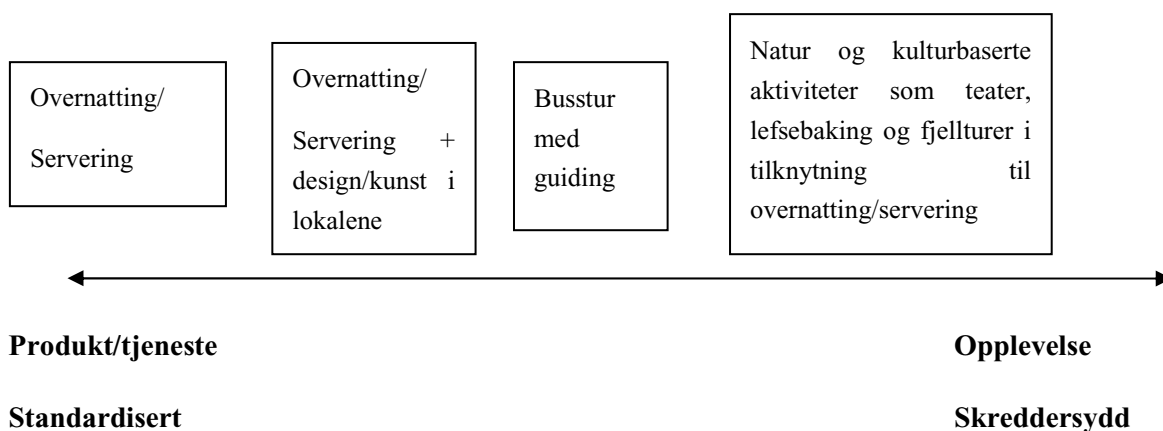 Overnatting/
Servering
Overnatting/
Servering +
design/kunst i
lokalene
Busstur
med
guiding
Natur og kulturbaserte
aktiviteter som teater,
lefsebaking og fjellturer i
tilknytning til
overnatting/servering
Produkt/tjeneste
Opplevelse
Standardisert
Skreddersydd